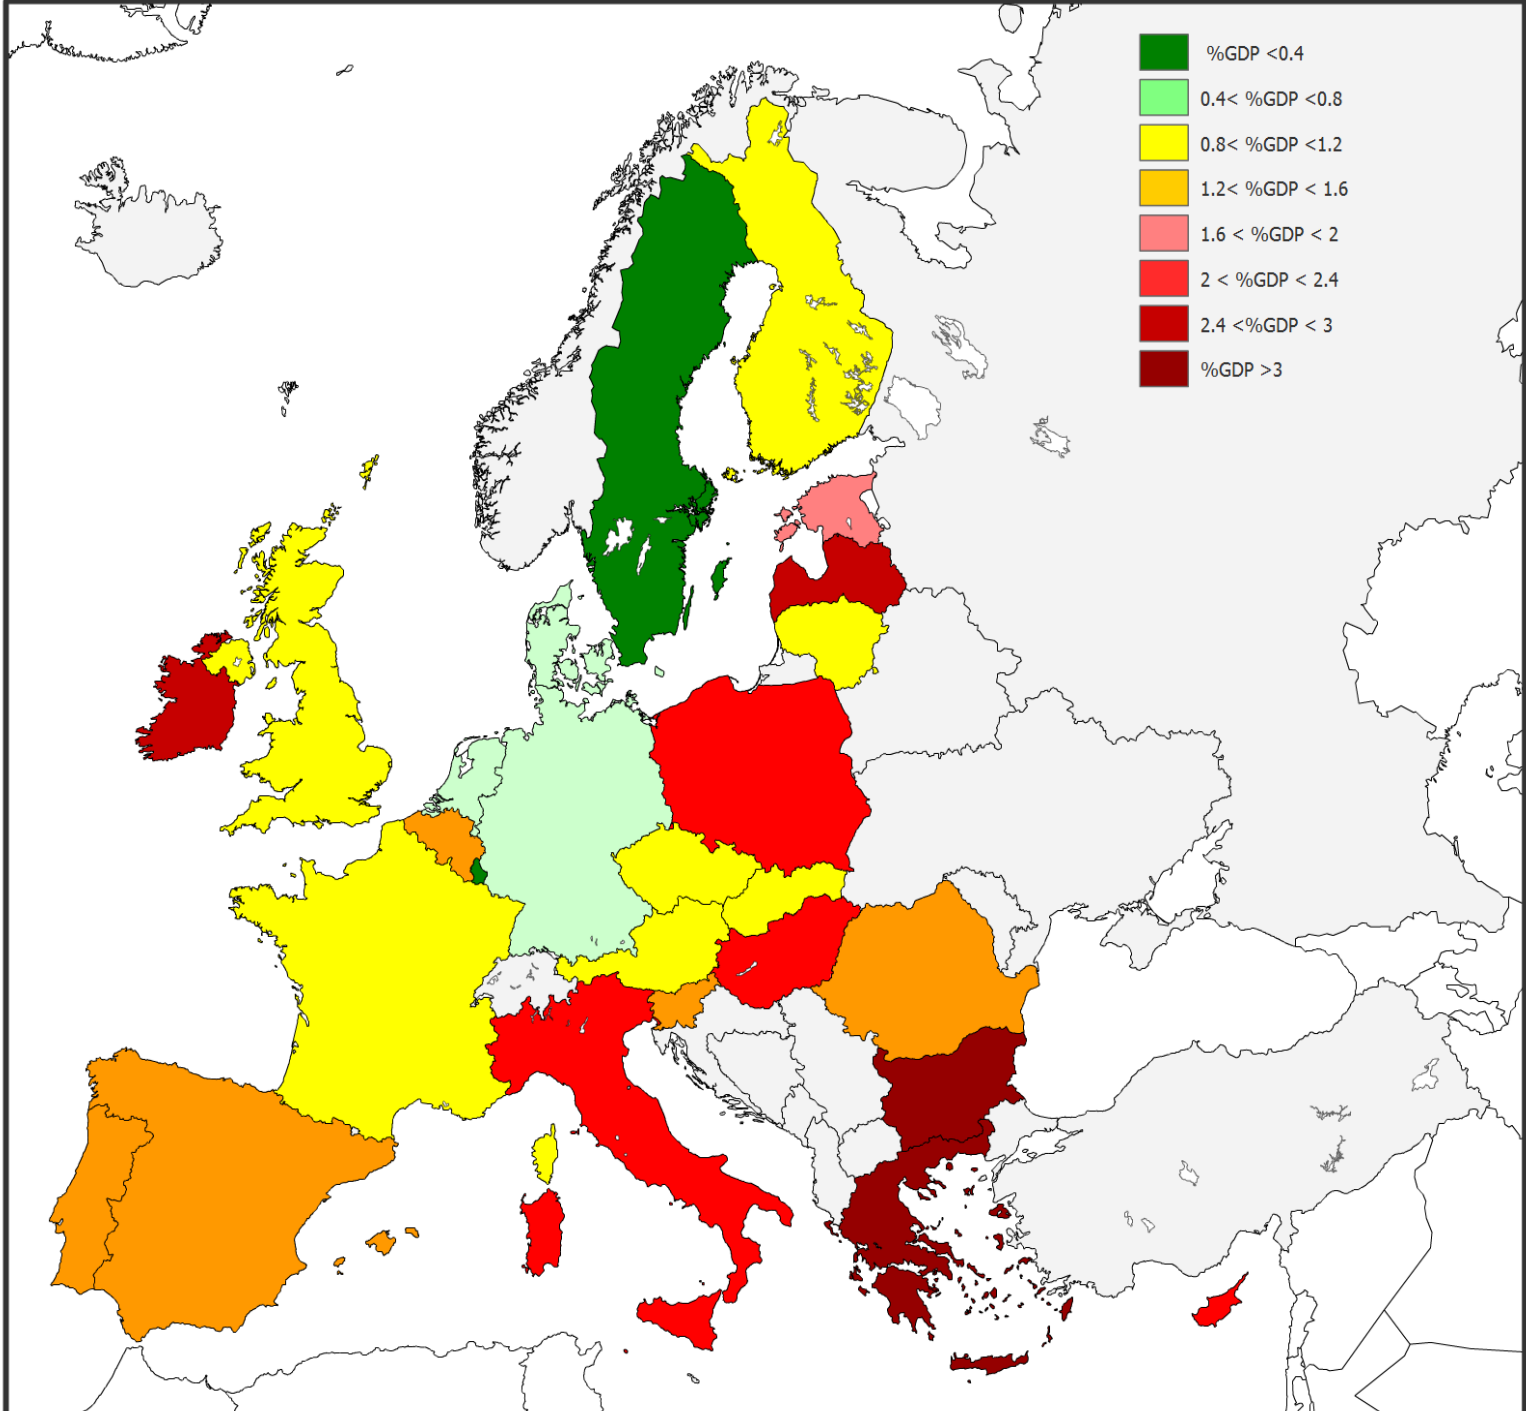 %GDP <0.4
0.4< %GDP <0.8
0.8< %GDP <1.2
1.2< %GDP < 1.6
1.6 < %GDP < 2
2 < %GDP < 2.4
2.4 <%GDP < 3
%GDP >3